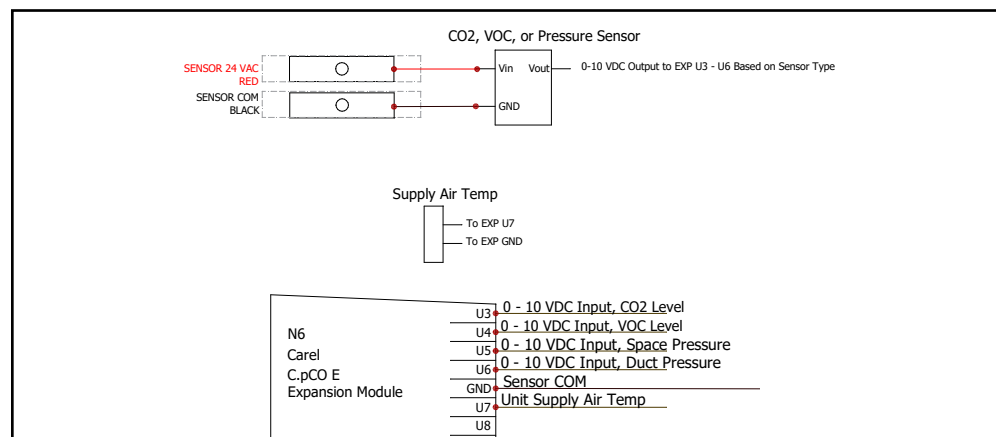 CO2, VOC, or Pressure Sensor
SENSOR 24 VAC
RED
Vin Vout
0-10 VDC Output to EXP U3 - U6 Based on Sensor Type
SENSOR COM
BLACK
GND
Supply Air Temp
To EXP U7
To EXP GND
N6
Carel
C.pCO E
Expansion Module
U3 0 - 10 VDC Input, CO2 Level
U4 0 - 10 VDC Input, VOC Level
U5 0 - 10 VDC Input, Space Pressure
U6 0 - 10 VDC Input, Duct Pressure
GND Sensor COM
U7 Unit Supply Air Temp
U8